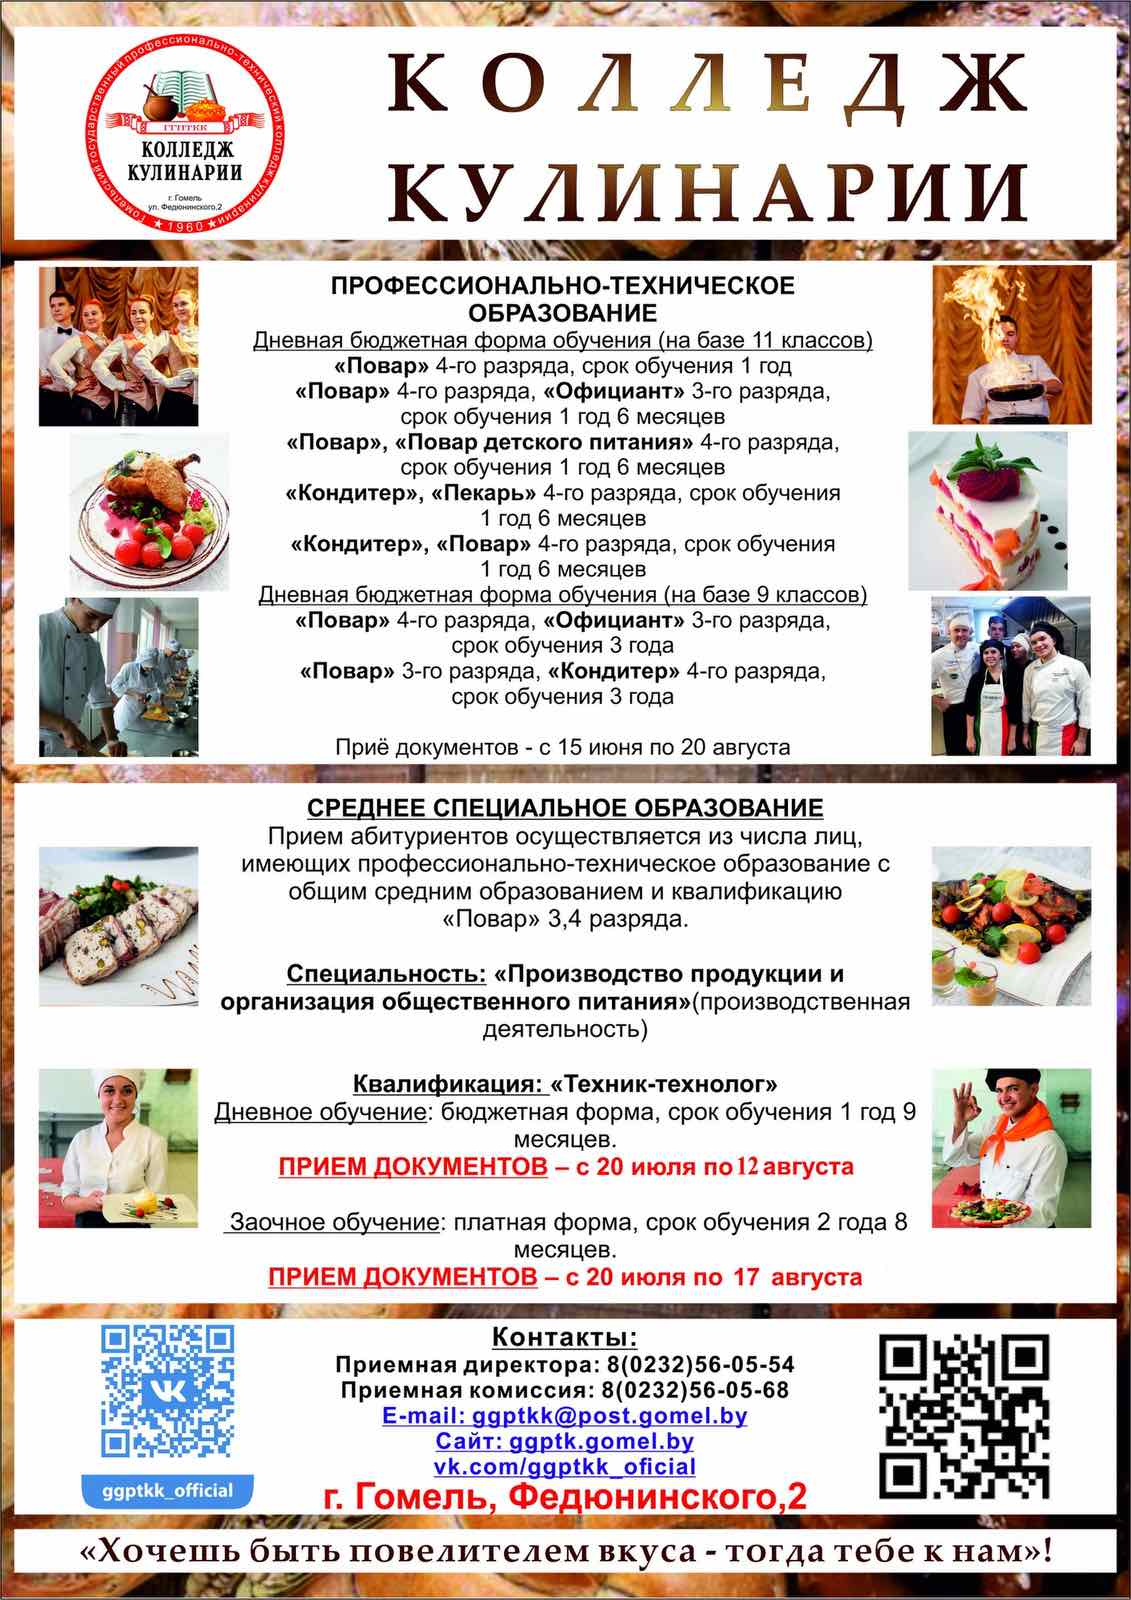 Гомельский государственный профессионально-технический колледж кулинарии
ГГПТКК
КОЛЛЕДЖ
КУЛИНАРИИ
г. Гомель
ул. Федюнинского,2
★ 1960 ★
КОЛЛЕДЖ
КУЛИНАРИИ
ПРОФЕССИОНАЛЬНО-ТЕХНИЧЕСКОЕ
ОБРАЗОВАНИЕ
Дневная бюджетная форма обучения (на базе 11 классов)
«Повар» 4-го разряда, срок обучения 1 год
«Повар» 4-го разряда, «Официант» 3-го разряда,
срок обучения 1 год 6 месяцев
«Повар», «Повар детского питания» 4-го разряда,
срок обучения 1 год 6 месяцев
«Кондитер», «Пекарь» 4-го разряда, срок обучения
1 год 6 месяцев
«Кондитер», «Повар» 4-го разряда, срок обучения
1 год 6 месяцев
Дневная бюджетная форма обучения (на базе 9 классов)
«Повар» 4-го разряда, «Официант» 3-го разряда,
срок обучения 3 года
«Повар» 3-го разряда, «Кондитер» 4-го разряда,
срок обучения 3 года
Приё документов - с 15 июня по 20 августа
СРЕДНЕЕ СПЕЦИАЛЬНОЕ ОБРАЗОВАНИЕ
Прием абитуриентов осуществляется из числа лиц,
имеющих профессионально-техническое образование с
общим средним образованием и квалификацию
«Повар» 3,4 разряда.
Специальность: «Производство продукции и
организация общественного питания»(производственная
деятельность)
Квалификация: «Техник-технолог»
Дневное обучение: бюджетная форма, срок обучения 1 год 9
месяцев.
ПРИЕМ ДОКУМЕНТОВ – с 20 июля по 12 августа
Заочное обучение: платная форма, срок обучения 2 года 8
месяцев.
ПРИЕМ ДОКУМЕНТОВ – с 20 июля по 17 августа
ggptkk_official
Контакты:
Приемная директора: 8(0232)56-05-54
Приемная комиссия: 8(0232)56-05-68
E-mail: ggptkk@post.gomel.by
Сайт: ggptk.gomel.by
vk.com/ggptkk_oficial
г. Гомель, Федюнинского,2
«Хочешь быть повелителем вкуса - тогда тебе к нам»!